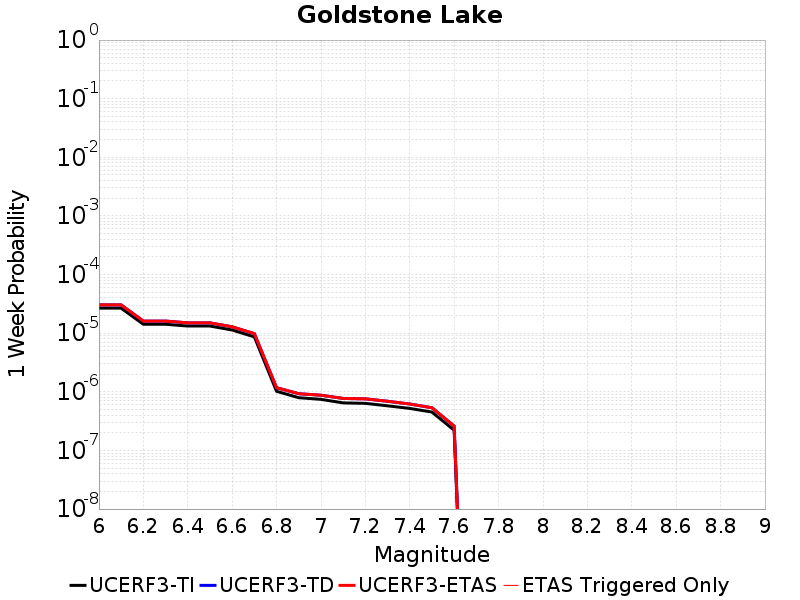 Goldstone Lake
1 Week Probability
10^0
10^-1
10^-2
10^-3
10^-4
10^-5
10^-6
10^-7
10^-8
6 6.2 6.4 6.6 6.8 7 7.2 7.4 7.6 7.8 8 8.2 8.4 8.6 8.8 9
Magnitude
UCERF3-TI UCERF3-TD UCERF3-ETAS ETAS Triggered Only